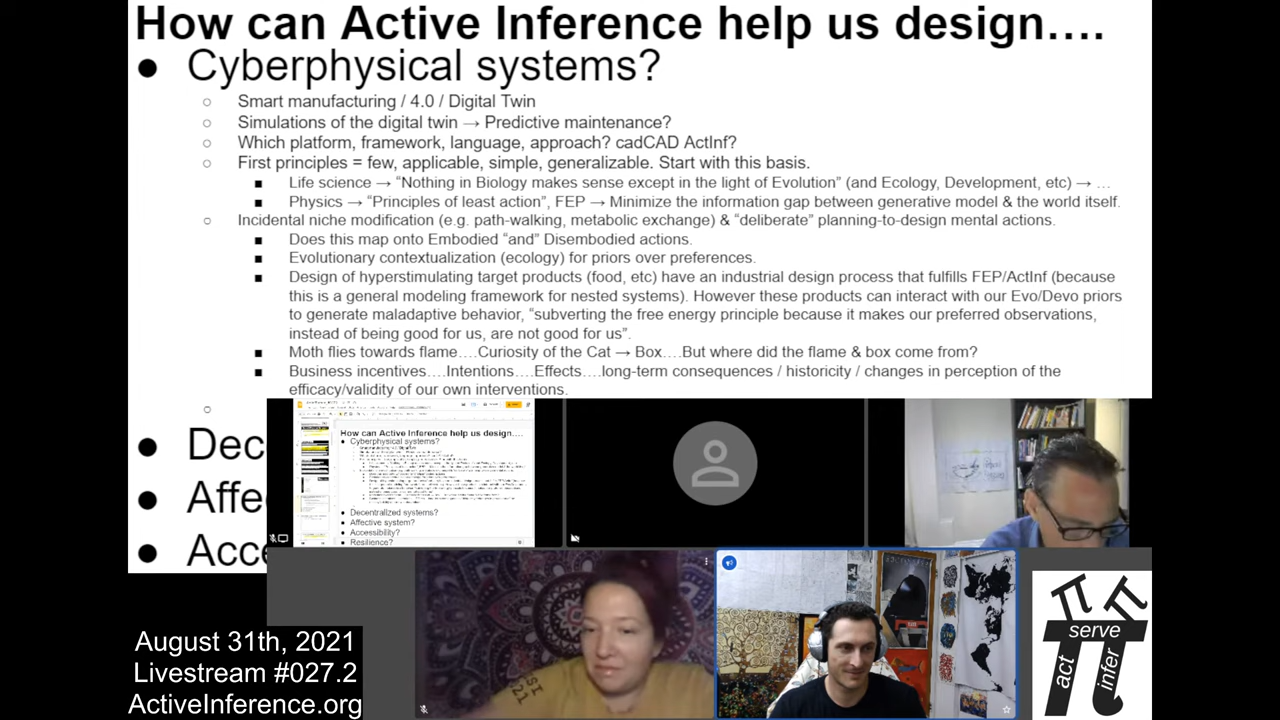 How can Active Inference help us design….
● Cyberphysical systems?
○ Smart manufacturing / 4.0 / Digital Twin
○ Simulations of the digital twin → Predictive maintenance?
○ Which platform, framework, language, approach? cadCAD ActInf?
○ First principles = few, applicable, simple, generalizable. Start with this basis.
■ Life science → “Nothing in Biology makes sense except in the light of Evolution” (and Ecology, Development, etc) → …
■ Physics → “Principles of least action”, FEP → Minimize the information gap between generative model & the world itself.
○ Incidental niche modification (e.g. path-walking, metabolic exchange) & “deliberate” planning-to-design mental actions.
■ Does this map onto Embodied “and” Disembodied actions.
■ Evolutionary contextualization (ecology) for priors over preferences.
■ Design of hyperstimulating target products (food, etc) have an industrial design process that fulfills FEP/ActInf (because
this is a general modeling framework for nested systems). However these products can interact with our Evo/Devo priors
to generate maladaptive behavior, “subverting the free energy principle because it makes our preferred observations,
instead of being good for us, are not good for us”.
■ Moth flies towards flame….Curiosity of the Cat → Box….But where did the flame & box come from?
■ Business incentives….Intentions….Effects….long-term consequences / historicity / changes in perception of the
efficacy/validity of our own interventions.
○
● Dec
● Affe
● Acce
How can Active Inference help us design….
● Cyberphysical systems?
● Decentralized systems?
● Affective system?
● Accessibility?
● Resilience?
August 31th, 2021
Livestream #027.2
ActiveInference.org
serve
act
infer